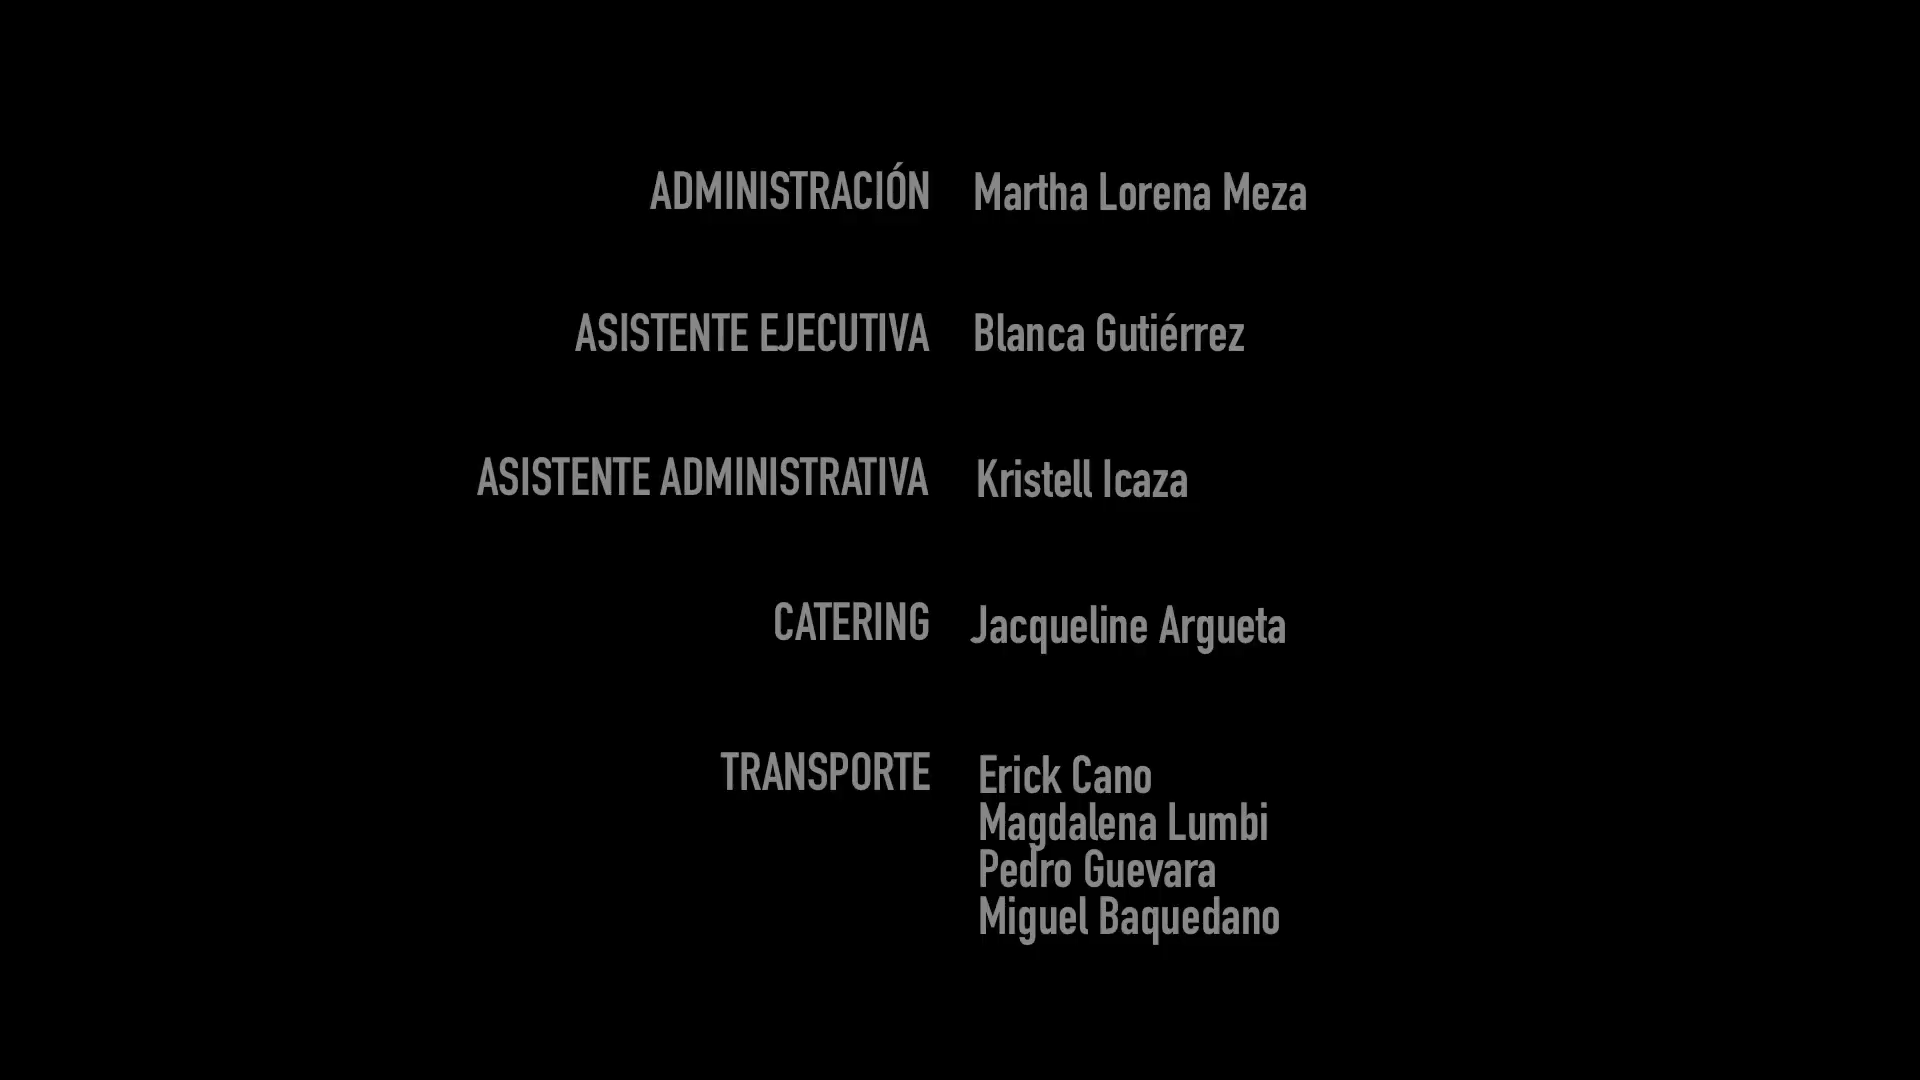 ADMINISTRACIÓN Martha Lorena Meza
ASISTENTE EJECUTIVA Blanca Gutiérrez
ASISTENTE ADMINISTRATIVA Kristell Icaza
CATERING Jacqueline Argueta
TRANSPORTE Erick Cano
Magdalena Lumbi
Pedro Guevara
Miguel Baquedano